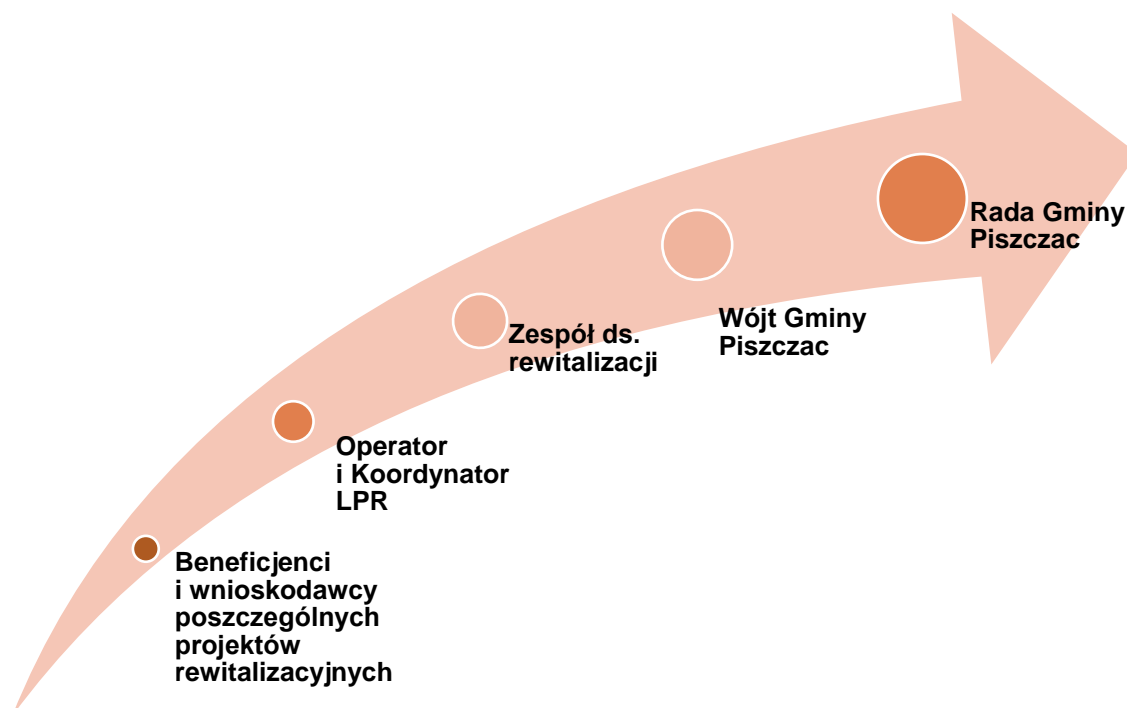 Rada Gminy
Piszczac
Wójt Gminy
Piszczac
Zespół ds.
rewitalizacji
Operator
i Koordynator
LPR
Beneficjenci
i wnioskodawcy
poszczególnych
projektów
rewitalizacyjnych